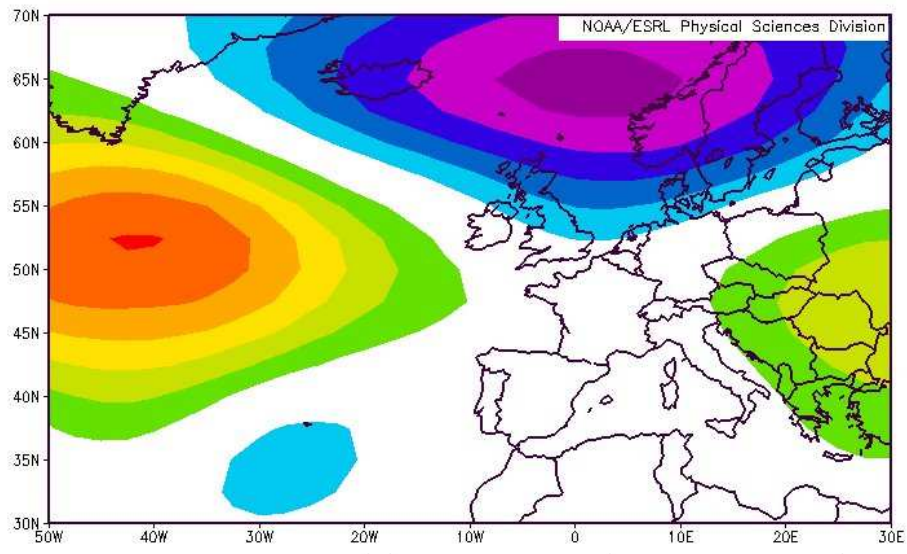 70N
NOAA/ESRL Physical Sciences Division
65N
60N
55N
50N
45N
40N
35N
30N
50W 40W 30W 20W 10W 0 10E 20E 30E